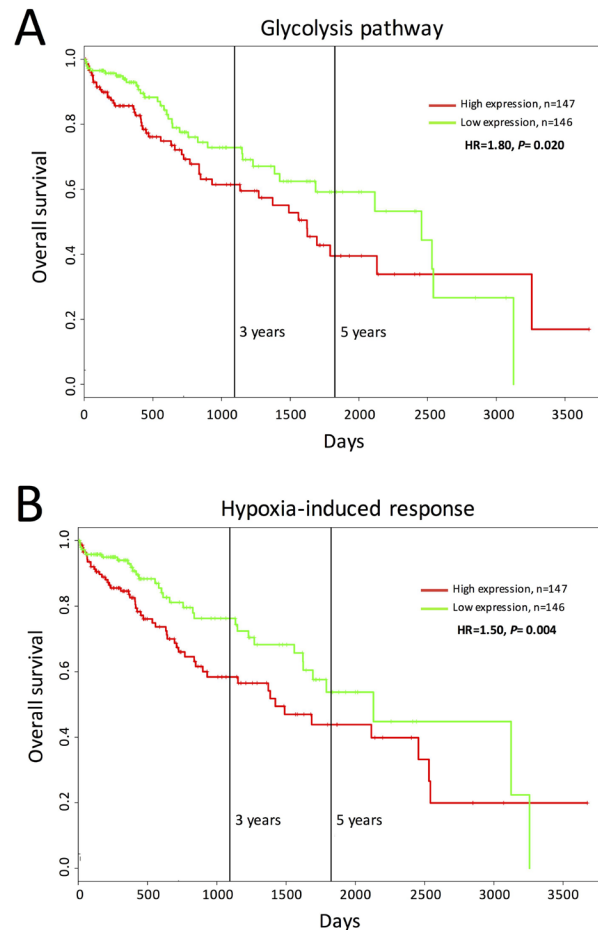 A
Glycolysis pathway
Overall survival
1.0
0.8
0.6
0.4
0.2
0.0
High expression, n=147
Low expression, n=146
HR=1.80, P= 0.020
3 years
5 years
0 500 1000 1500 2000 2500 3000 3500
Days
B
Hypoxia-induced response
Overall survival
1.0
0.8
0.6
0.4
0.2
0.0
High expression, n=147
Low expression, n=146
HR=1.50, P= 0.004
3 years
5 years
0 500 1000 1500 2000 2500 3000 3500
Days